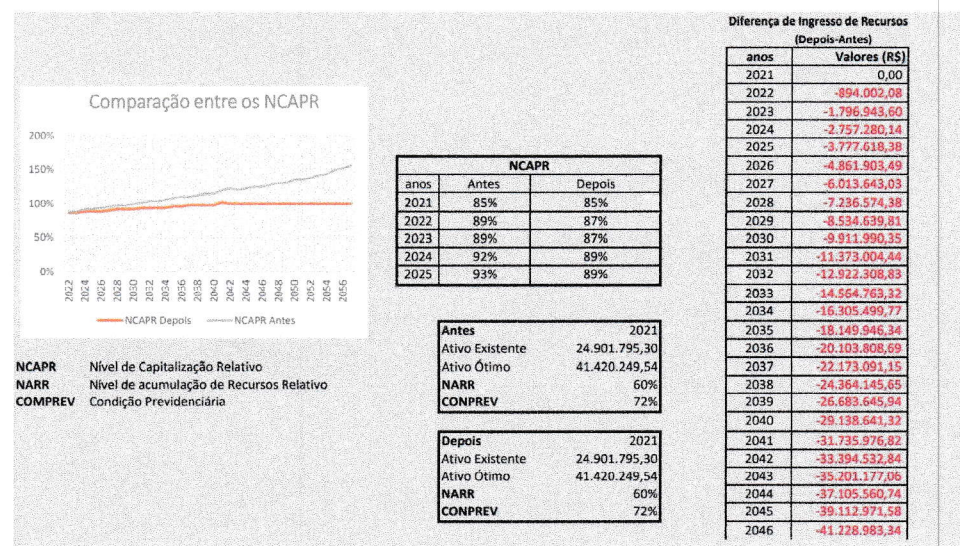 Diferença de Ingresso de Recursos
(Depois-Antes)
anos Valores (R$)
2021 0,00
2022 -894.002,08
2023 -1.796.943,60
2024 -2.757.280,14
2025 -3.777.618,38
2026 -4.861.903,49
2027 -6.013.643,03
2028 -7.236.574,38
2029 -8.534.639,81
2030 -9.911.990,35
2031 -11.373.004,44
2032 -12.922.308,83
2033 -14.564.763,32
2034 -16.305.499,77
2035 -18.149.946,34
2036 -20.103.808,69
2037 -22.173.091,15
2038 -24.364.145,65
2039 -26.683.645,94
2040 -29.138.641,32
2041 -31.735.976,82
2042 -33.394.532,84
2043 -35.201.177,06
2044 -37.105.560,74
2045 -39.112.971,58
2046 -41.228.983,34
Comparação entre os NCAPR
200%
150%
100%
50%
0%
2022 2024 2026 2028 2030 2032 2034 2036 2038 2040 2042 2044 2046 2048 2050 2052 2054 2056
NCAPR Depois NCAPR Antes
NCAPR Nível de Capitalização Relativo
NARR Nível de acumulação de Recursos Relativo
COMPREV Condição Previdenciária
NCAPR
anos Antes Depois
2021 85% 85%
2022 89% 87%
2023 89% 87%
2024 92% 89%
2025 93% 89%
Antes 2021
Ativo Existente 24.901.795,30
Ativo Ótimo 41.420.249,54
NARR 60%
CONPREV 72%
Depois 2021
Ativo Existente 24.901.795,30
Ativo Ótimo 41.420.249,54
NARR 60%
CONPREV 72%